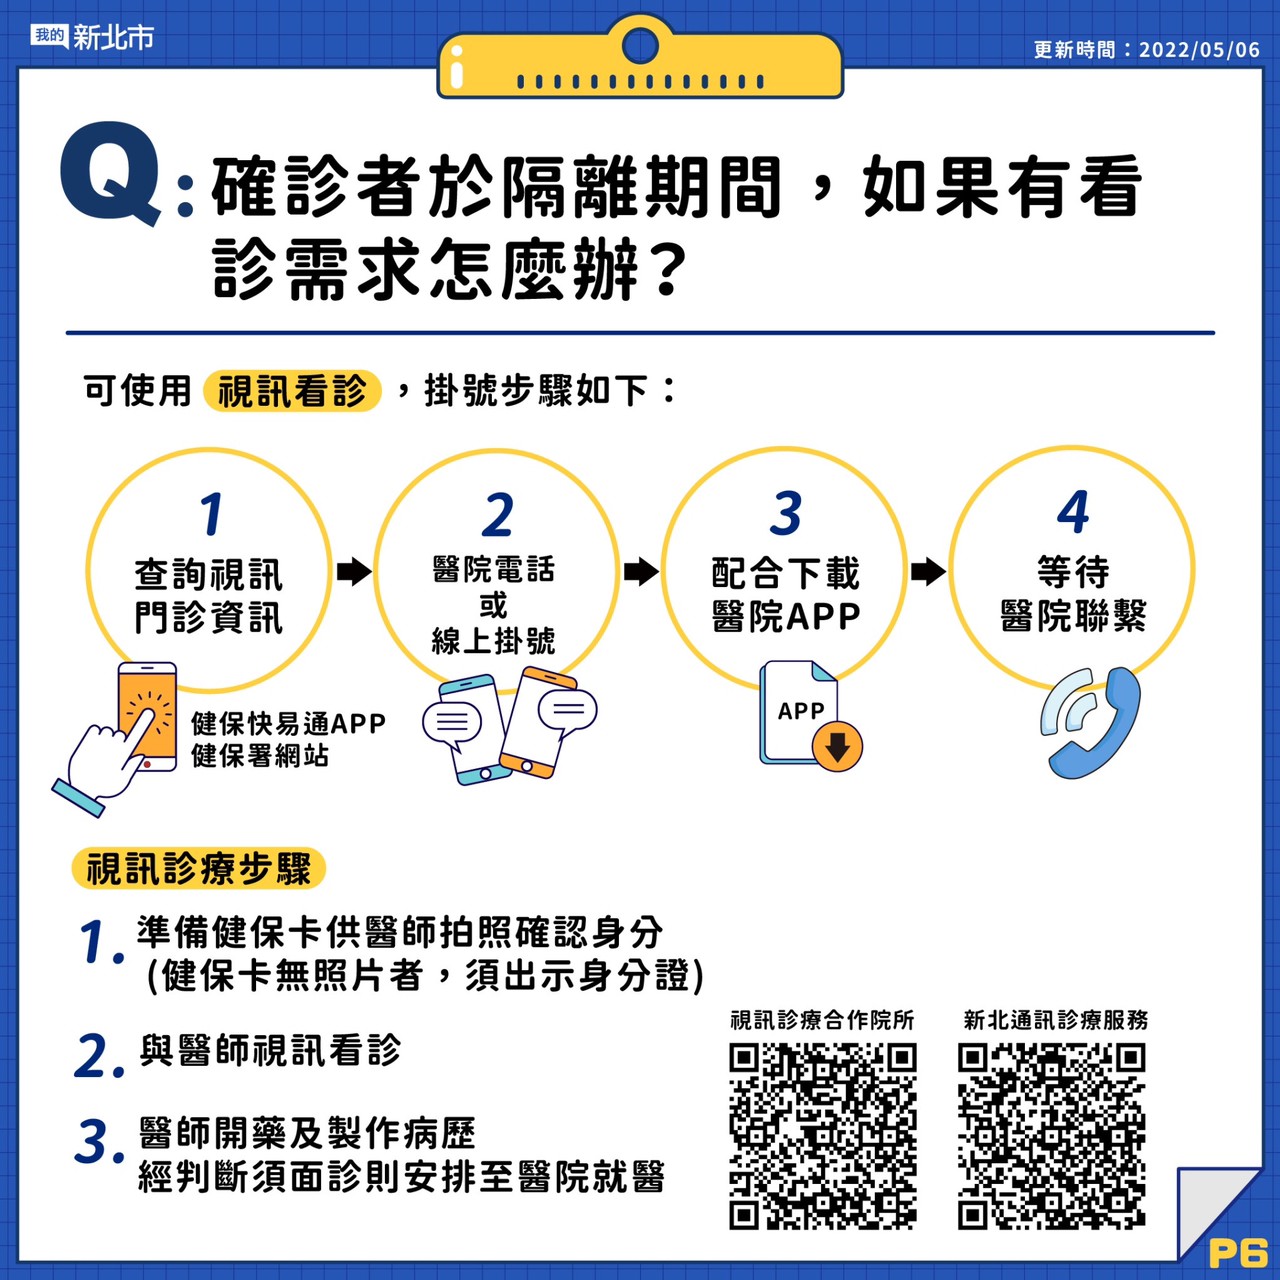 我的 新北市
更新時間：2022/05/06
Q：確診者於隔離期間，如果有看
診需求怎麼辦？
可使用 視訊看診，掛號步驟如下：
1
查詢視訊
門診資訊
健保快易通APP
健保署網站
2
醫院電話
或
線上掛號
3
配合下載
醫院APP
APP
4
等待
醫院聯繫
視訊診療步驟
1. 準備健保卡供醫師拍照確認身分
(健保卡無照片者，須出示身分證)
2. 與醫師視訊看診
3. 醫師開藥及製作病歷
經判斷須面診則安排至醫院就醫
視訊診療合作院所
新北通訊診療服務
P6